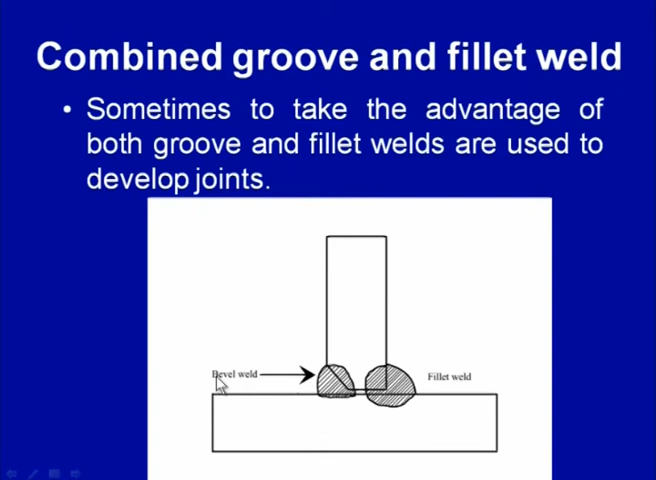 Combined groove and fillet weld
• Sometimes to take the advantage of
both groove and fillet welds are used to
develop joints.
Bevel weld
Fillet weld